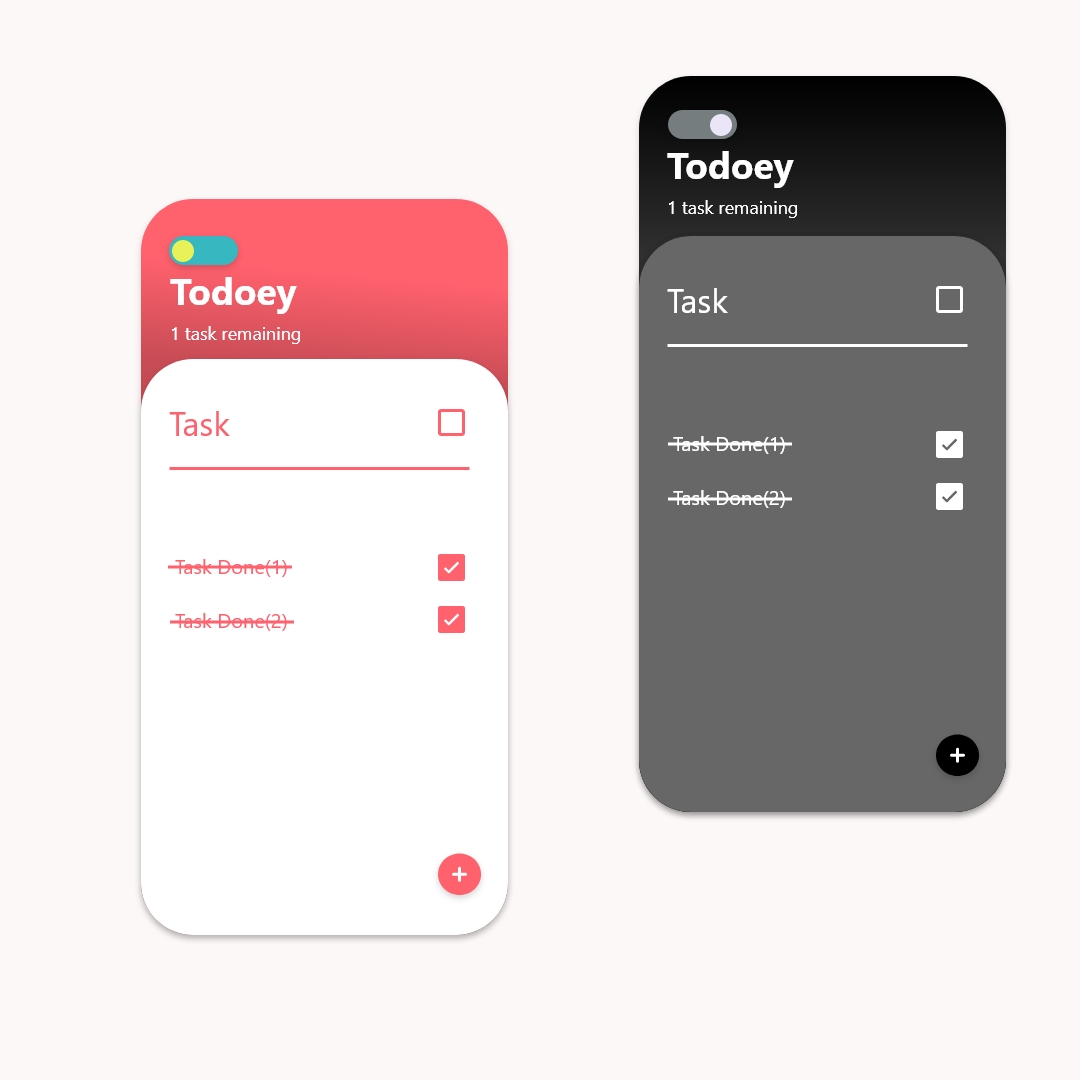 Todoey
1 task remaining
Task
Task Done(1)
Task Done(2)
Todoey
1 task remaining
Task
Task Done(1)
Task Done(2)